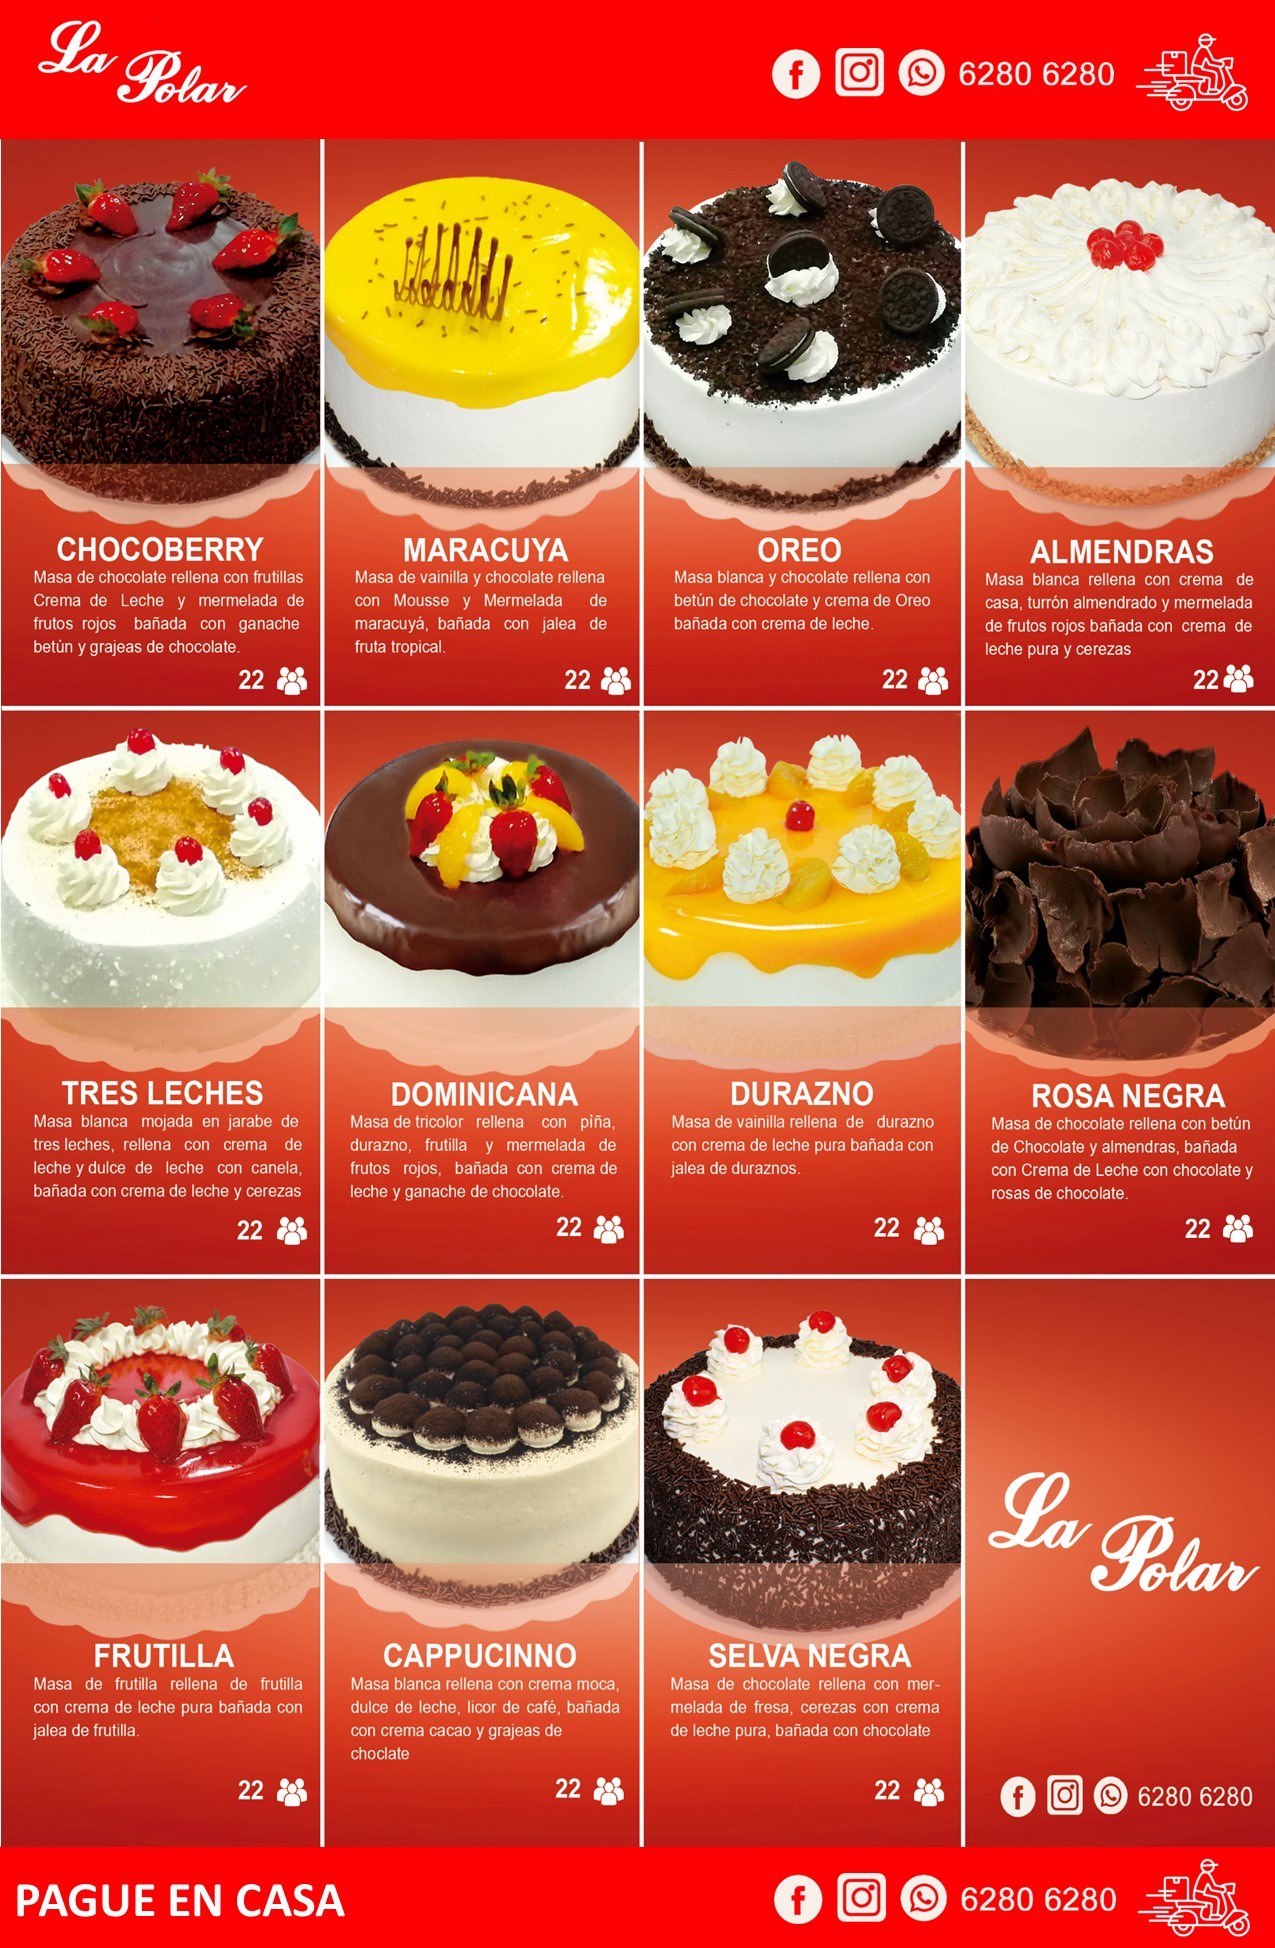 La Polar
6280 6280
CHOCOBERRY
Masa de chocolate rellena con frutillas
Crema de Leche y mermelada de
frutos rojos bañada con ganache
betún y grajeas de chocolate.
22
MARACUYA
Masa de vainilla y chocolate rellena
con Mousse y Mermelada de
maracuyá, bañada con jalea de
fruta tropical.
22
OREO
Masa blanca y chocolate rellena con
betún de chocolate y crema de Oreo
bañada con crema de leche.
22
ALMENDRAS
Masa blanca rellena con crema de
casa, turrón almendrado y mermelada
de frutos rojos bañada con crema de
leche pura y cerezas
22
TRES LECHES
Masa blanca mojada en jarabe de
tres leches, rellena con crema de
leche y dulce de leche con canela,
bañada con crema de leche y cerezas
22
DOMINICANA
Masa de tricolor rellena con pìña,
durazno, frutilla y mermelada de
frutos rojos, bañada con crema de
leche y ganache de chocolate.
22
DURAZNO
Masa de vainilla rellena de durazno
con crema de leche pura bañada con
jalea de duraznos.
22
ROSA NEGRA
Masa de chocolate rellena con betún
de Chocolate y almendras, bañada
con Crema de Leche con chocolate y
rosas de chocolate.
22
FRUTILLA
Masa de frutilla rellena de frutilla
con crema de leche pura bañada con
jalea de frutilla.
22
CAPPUCINNO
Masa blanca rellena con crema moca,
dulce de leche, licor de café, bañada
con crema cacao y grajeas de
choclate
22
SELVA NEGRA
Masa de chocolate rellena con mer-
melada de fresa, cerezas con crema
de leche pura, bañada con chocolate
22
La Polar
6280 6280
PAGUE EN CASA
6280 6280